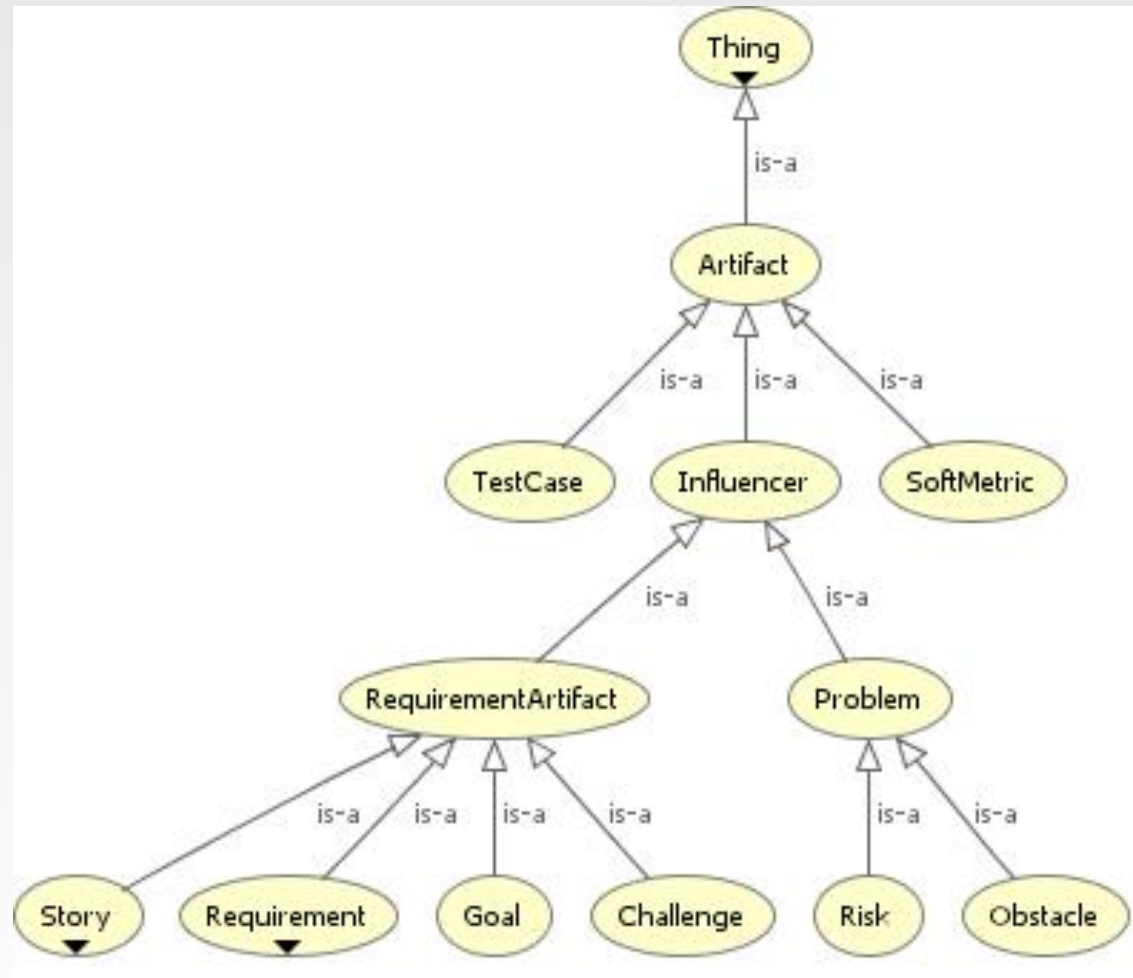 Thing
is-a
Artifact
is-a is-a is-a
TestCase Influencer SoftMetric
is-a is-a
RequirementArtifact Problem
is-a is-a is-a is-a is-a is-a
Story Requirement Goal Challenge Risk Obstacle